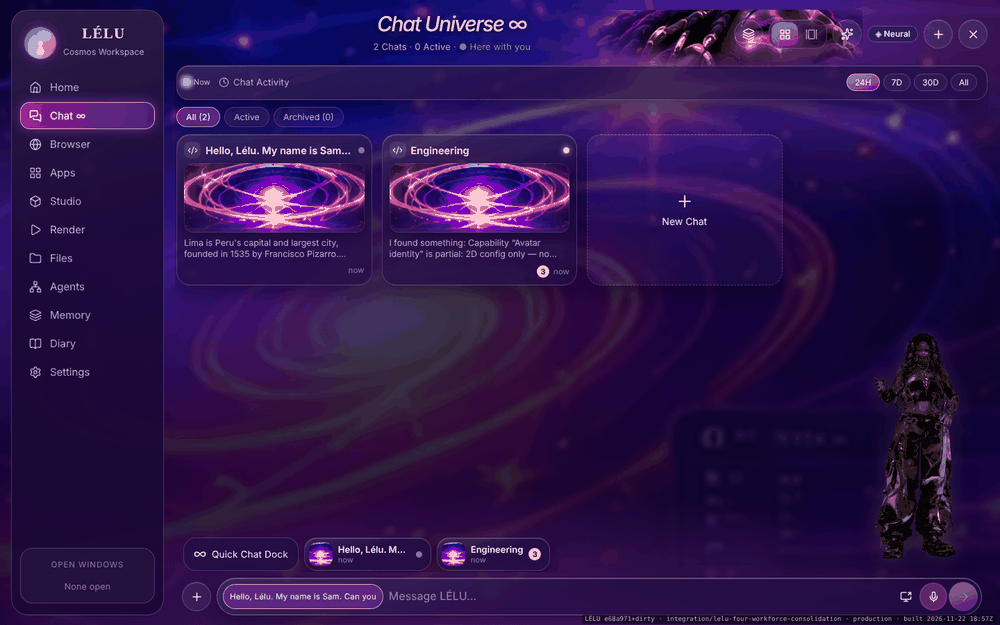 LÉLU
Cosmos Workspace
Home
Chat ∞
Browser
Apps
Studio
Render
Files
Agents
Memory
Diary
Settings
OPEN WINDOWS
None open
Chat Universe ∞
2 Chats · 0 Active · Here with you
Neural
Now
Chat Activity
24H
7D
30D
All
All (2)
Active
Archived (0)
Hello, Lélu. My name is Sam...
Lima is Peru's capital and largest city,
founded in 1535 by Francisco Pizarro....
now
Engineering
I found something: Capability "Avatar
identity" is partial: 2D config only — no...
3 now
New Chat
∞ Quick Chat Dock
Hello, Lélu. M...
now
Engineering
now
3
Hello, Lélu. My name is Sam. Can you
Message LÉLU...
LÉLU e68a971+dirty · integration/lelu-four-workforce-consolidation · production · built 2026-11-22 18:57Z